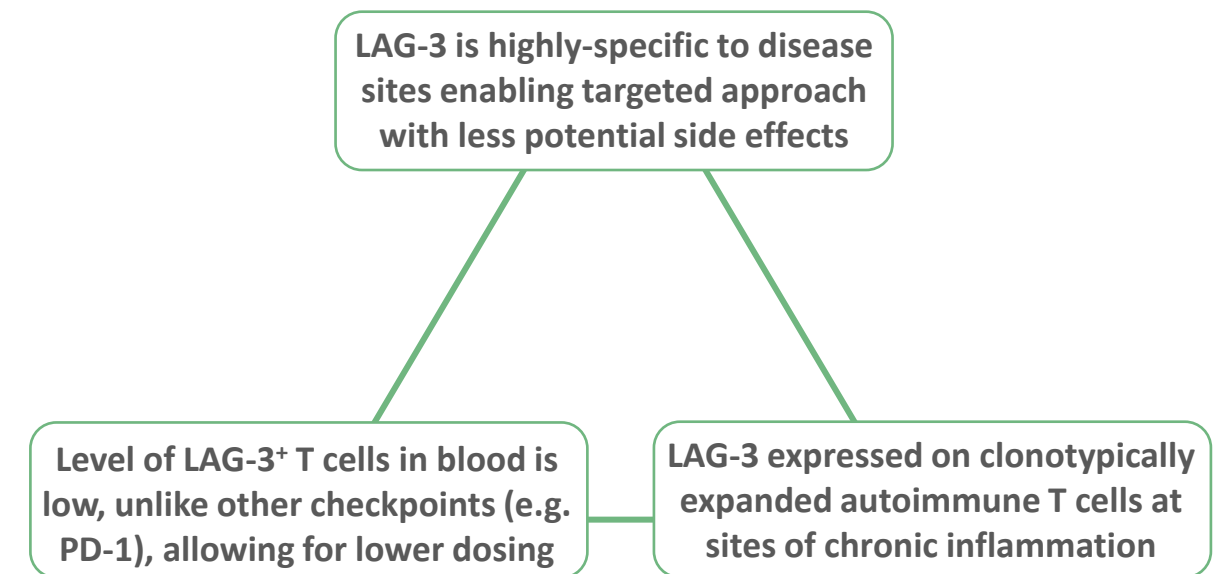 LAG-3 is highly-specific to disease
sites enabling targeted approach
with less potential side effects
Level of LAG-3⁺ T cells in blood is
low, unlike other checkpoints (e.g.
PD-1), allowing for lower dosing
LAG-3 expressed on clonotypically
expanded autoimmune T cells at
sites of chronic inflammation